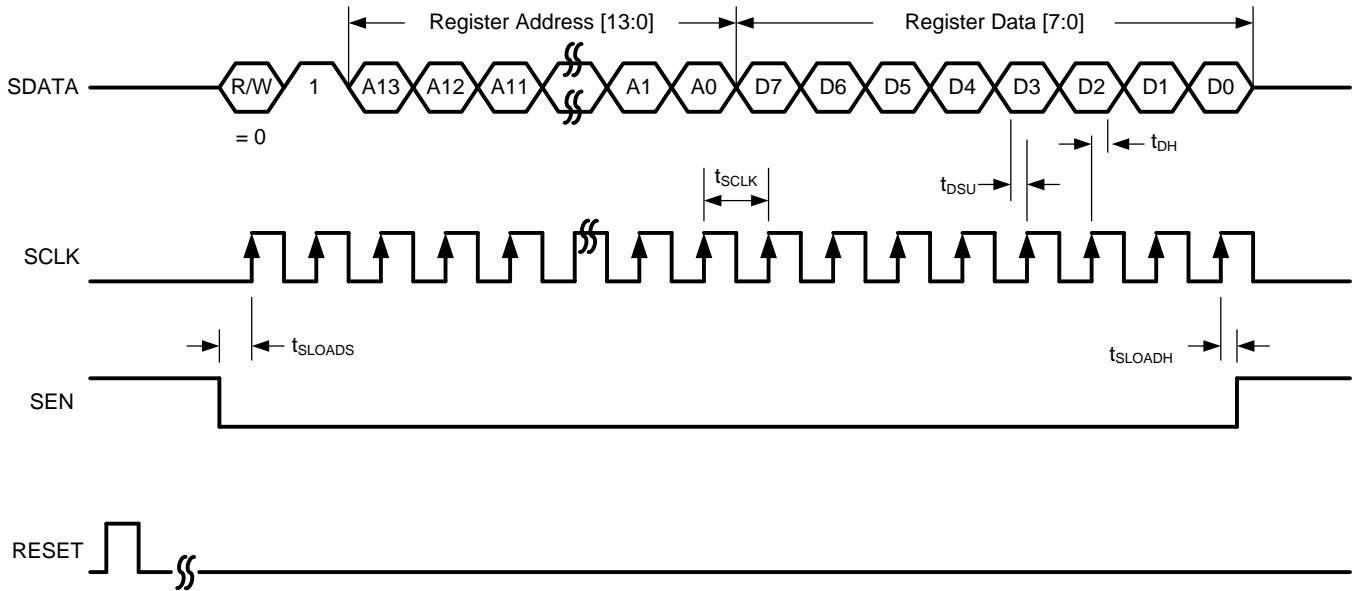 Register Address [13:0] Register Data [7:0]
SDATA R/W 1 A13 A12 A11 A1 A0 D7 D6 D5 D4 D3 D2 D1 D0
= 0
tDH
tSCLK tDSU
SCLK
tSLOADS tSLOADH
SEN
RESET